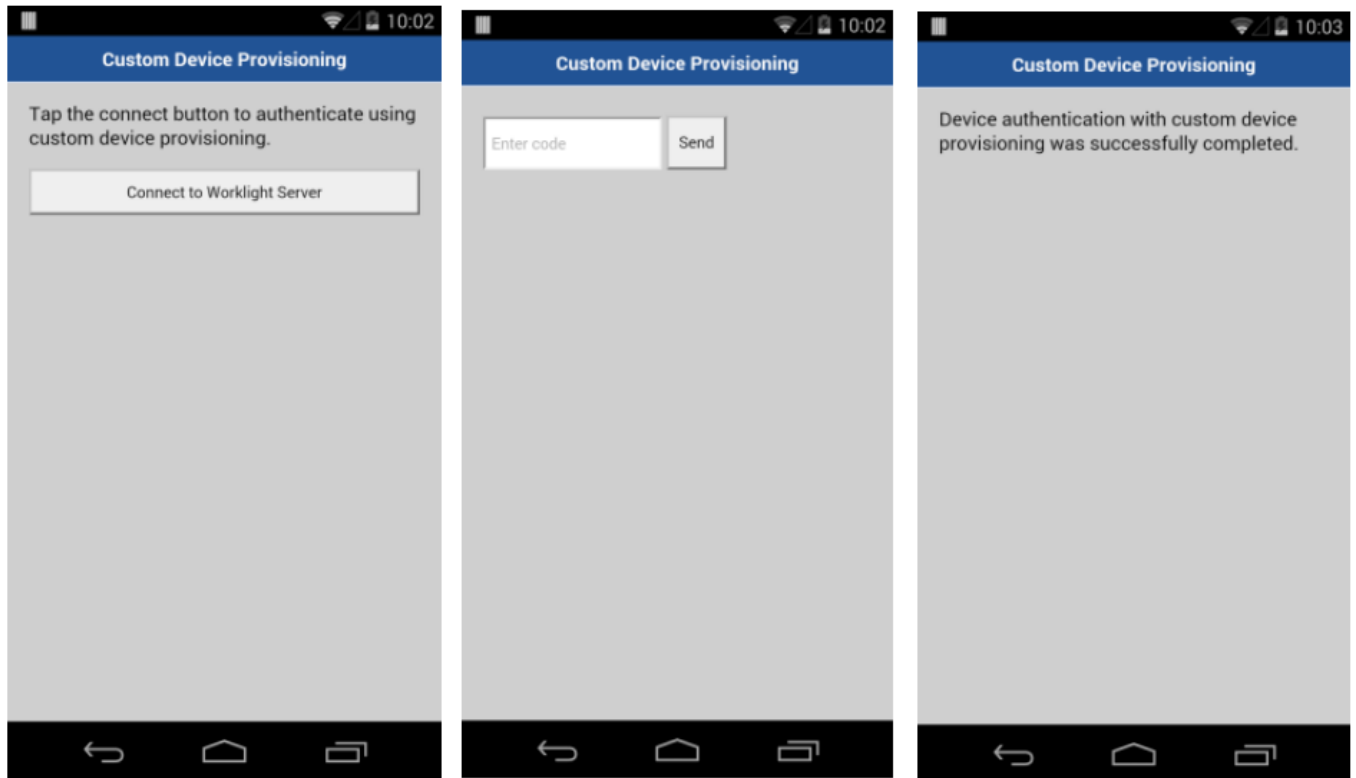 10:02
Custom Device Provisioning
Tap the connect button to authenticate using
custom device provisioning.
Connect to Worklight Server
10:02
Custom Device Provisioning
Enter code
Send
10:03
Custom Device Provisioning
Device authentication with custom device
provisioning was successfully completed.